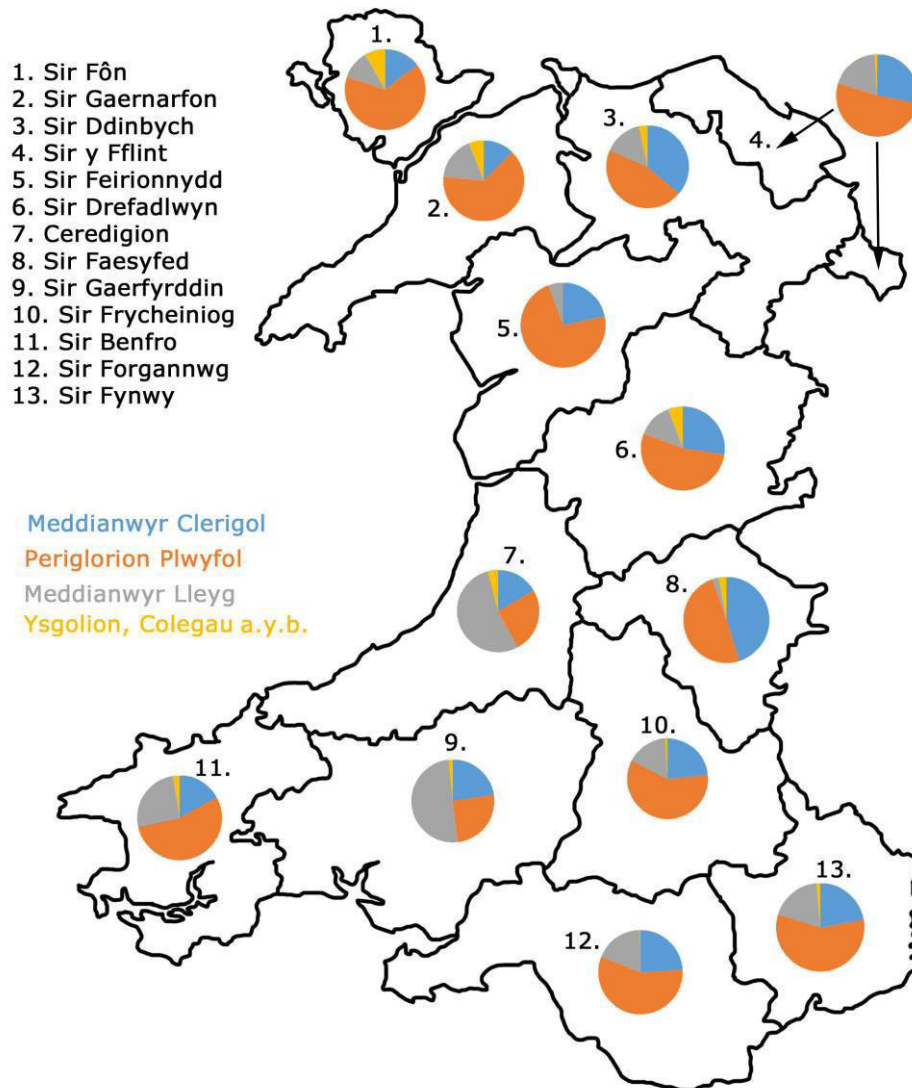 1. Sir Fôn
2. Sir Gaernarfon
3. Sir Ddinbych
4. Sir y Fflint
5. Sir Feirionnydd
6. Sir Drefadlwyn
7. Ceredigion
8. Sir Faesyfed
9. Sir Gaerfyrddin
10. Sir Frycheiniog
11. Sir Benfro
12. Sir Forgannwg
13. Sir Fynwy
Meddianwyr Clerigol
Periglorion Plwyfol
Meddianwyr Lleyg
Ysgolion, Colegau a.y.b.
1.
2.
3.
4.
5.
6.
7.
8.
9.
10.
11.
12.
13.